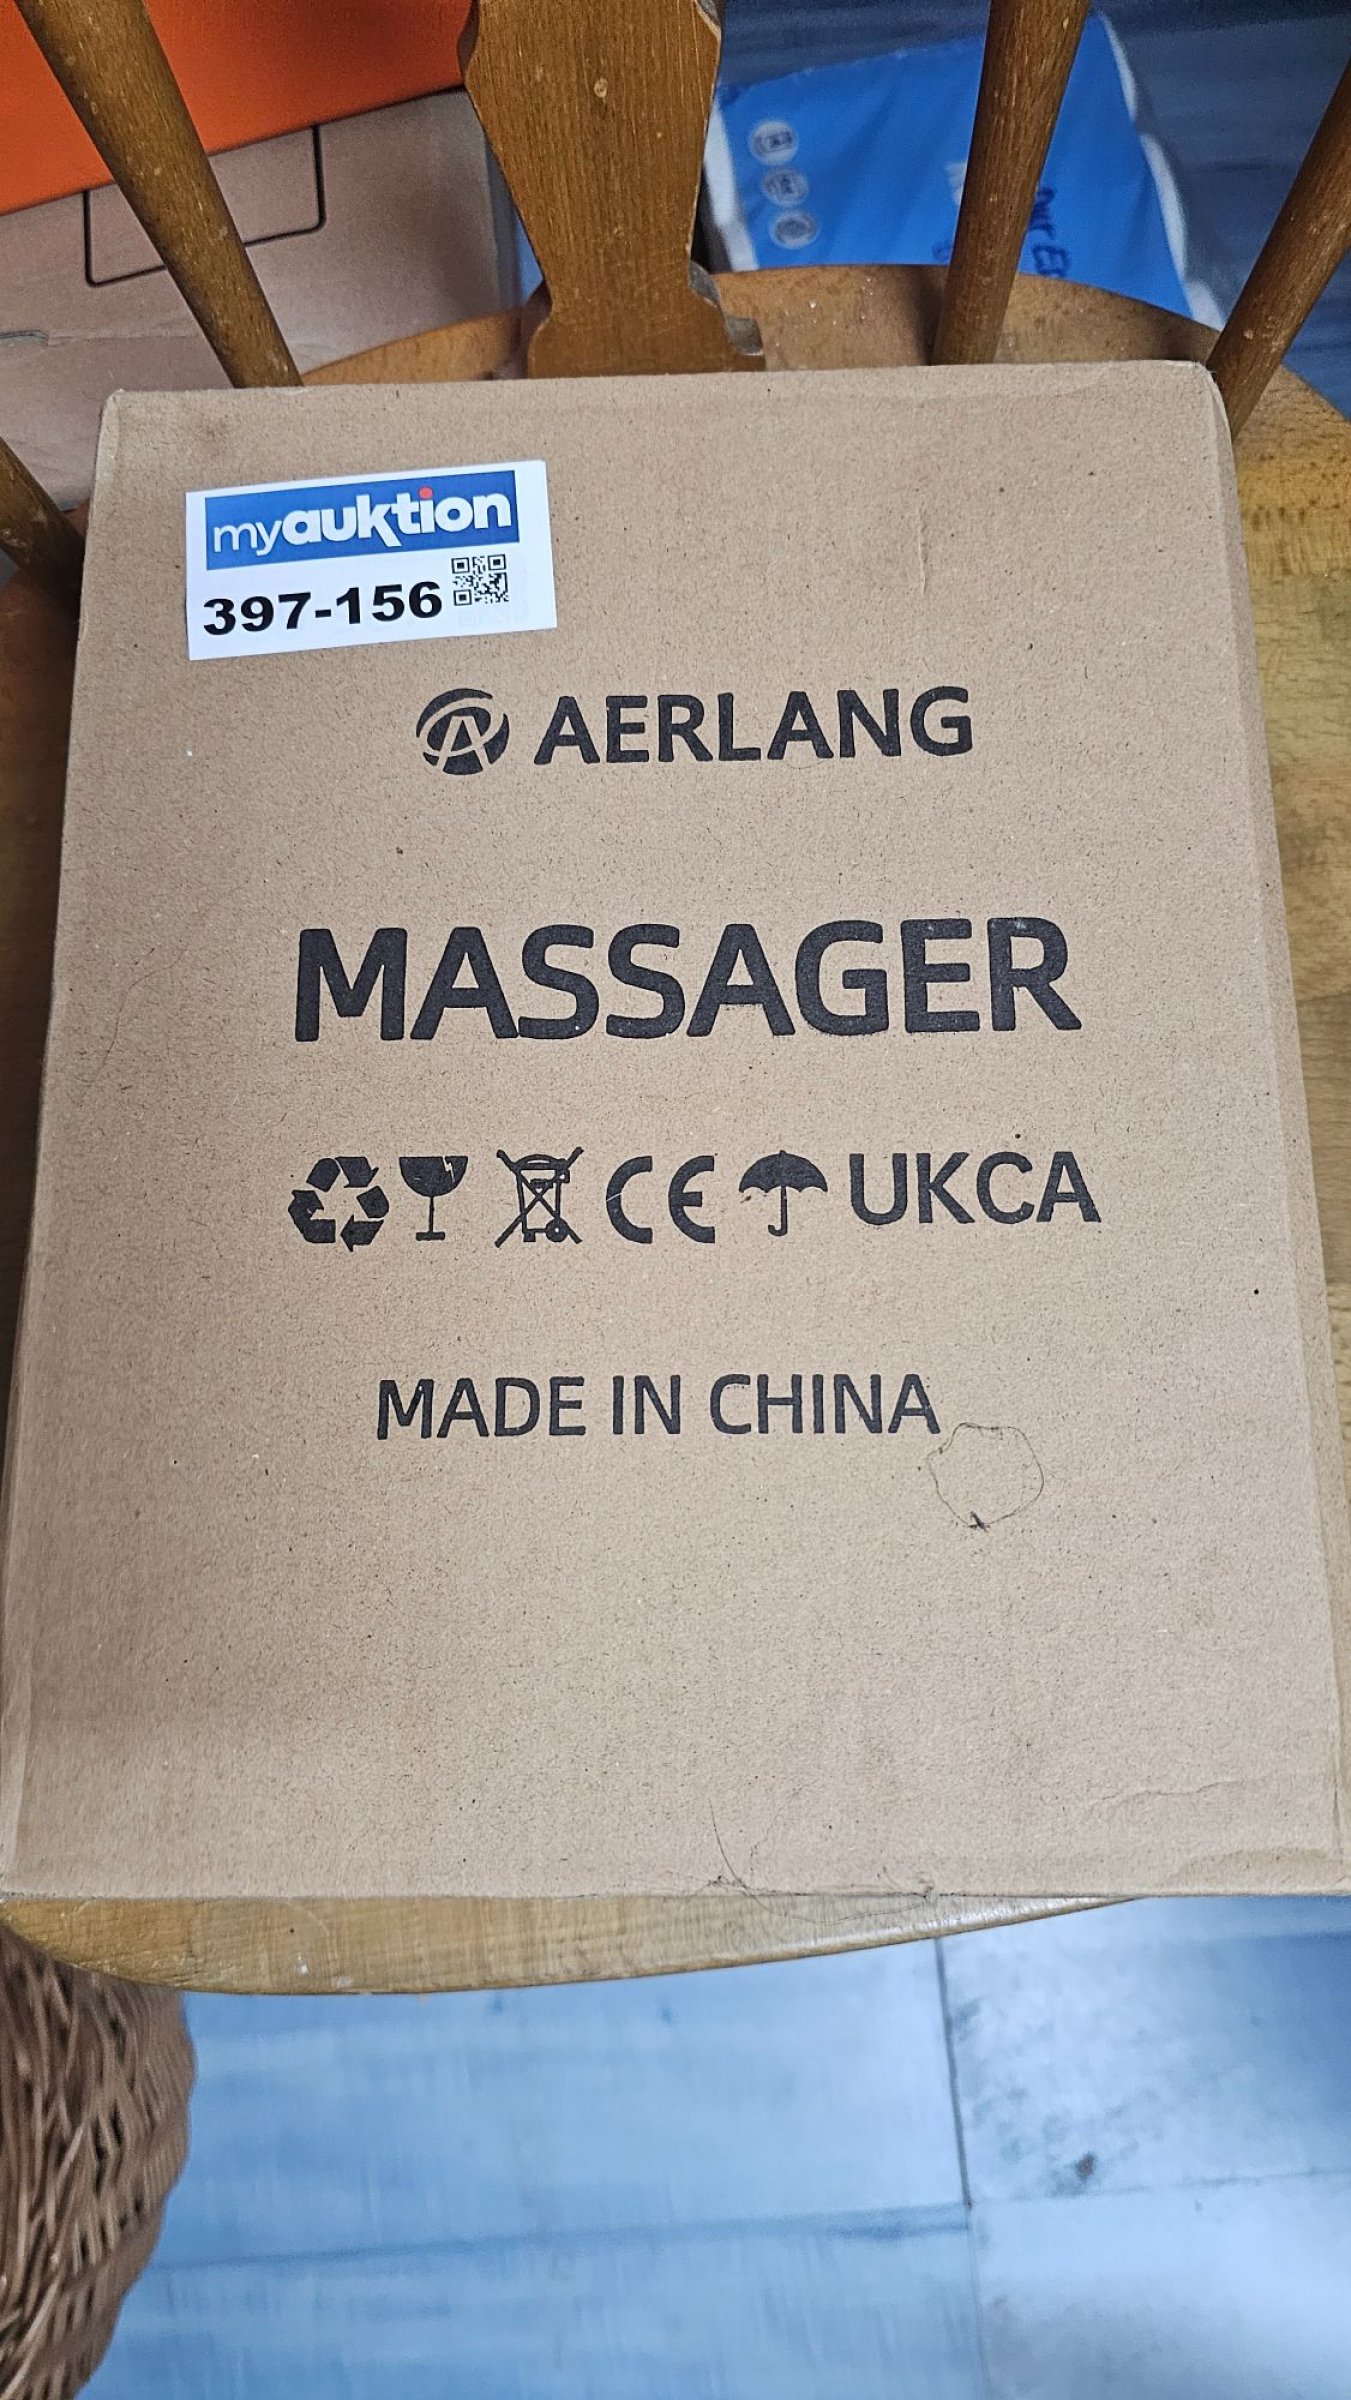 myauktion
397-156
AERLANG
MASSAGER
CE UKCA
MADE IN CHINA